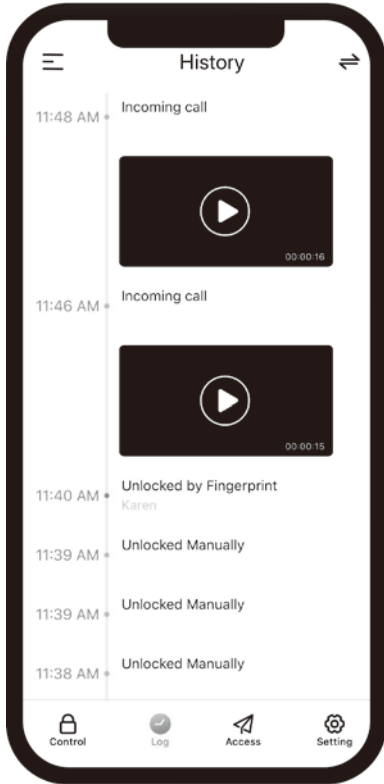 History
11:48 AM Incoming call
00:00:16
11:46 AM Incoming call
00:00:15
11:40 AM Unlocked by Fingerprint
Karen
11:39 AM Unlocked Manually
11:39 AM Unlocked Manually
11:38 AM Unlocked Manually
Control Log Access Setting